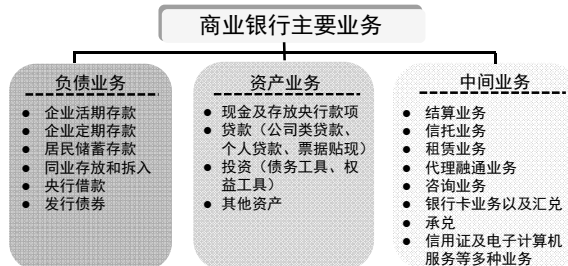 商业银行主要业务
负债业务
● 企业活期存款
● 企业定期存款
● 居民储蓄存款
● 同业存放和拆入
● 央行借款
● 发行债券
资产业务
● 现金及存放央行款项
● 贷款（公司类贷款、
个人贷款、票据贴现）
● 投资（债务工具、权
益工具）
● 其他资产
中间业务
● 结算业务
● 信托业务
● 租赁业务
● 代理融通业务
● 咨询业务
● 银行卡业务以及汇兑
● 承兑
● 信用证及电子计算机
服务等多种业务